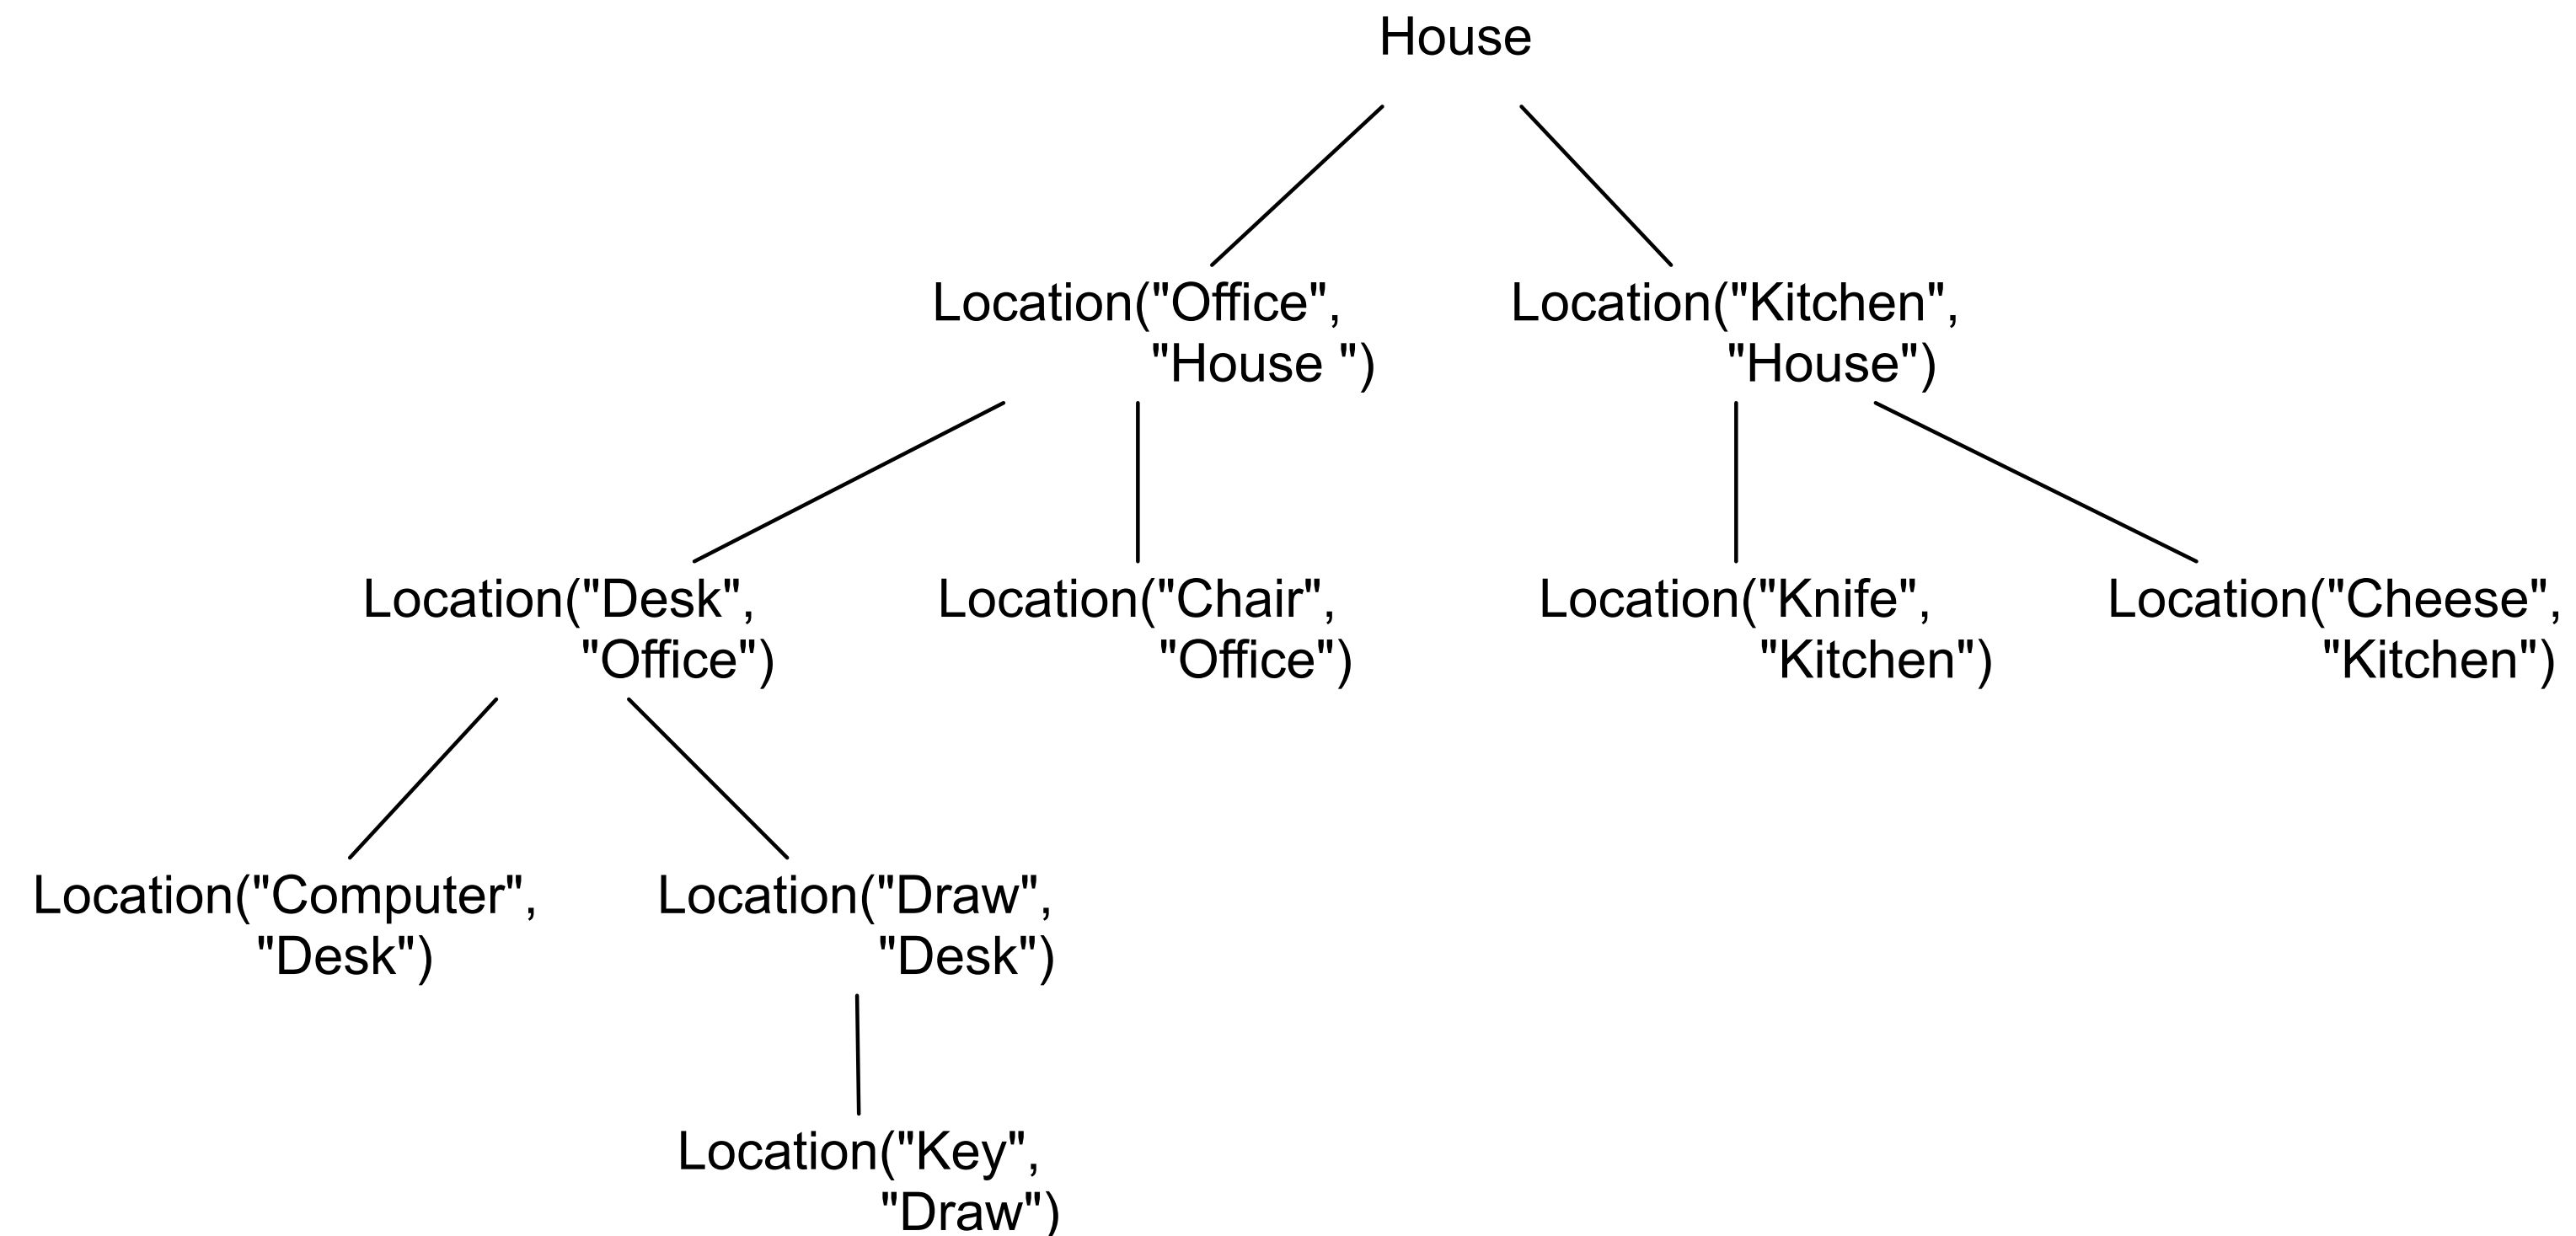 House
Location("Office",
"House ")
Location("Kitchen",
"House")
Location("Desk",
"Office")
Location("Chair",
"Office")
Location("Knife",
"Kitchen")
Location("Cheese",
"Kitchen")
Location("Computer",
"Desk")
Location("Draw",
"Desk")
Location("Key",
"Draw")